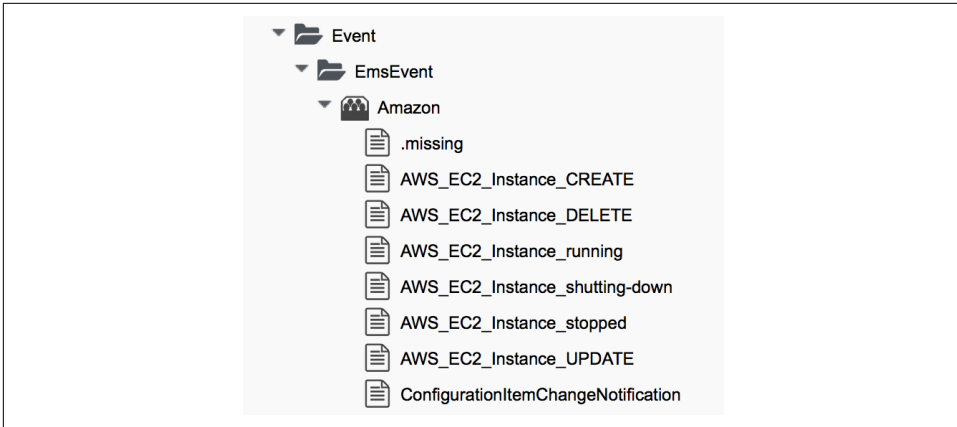 Event
EmsEvent
Amazon
.missing
AWS_EC2_Instance_CREATE
AWS_EC2_Instance_DELETE
AWS_EC2_Instance_running
AWS_EC2_Instance_shutting-down
AWS_EC2_Instance_stopped
AWS_EC2_Instance_UPDATE
ConfigurationItemChangeNotification